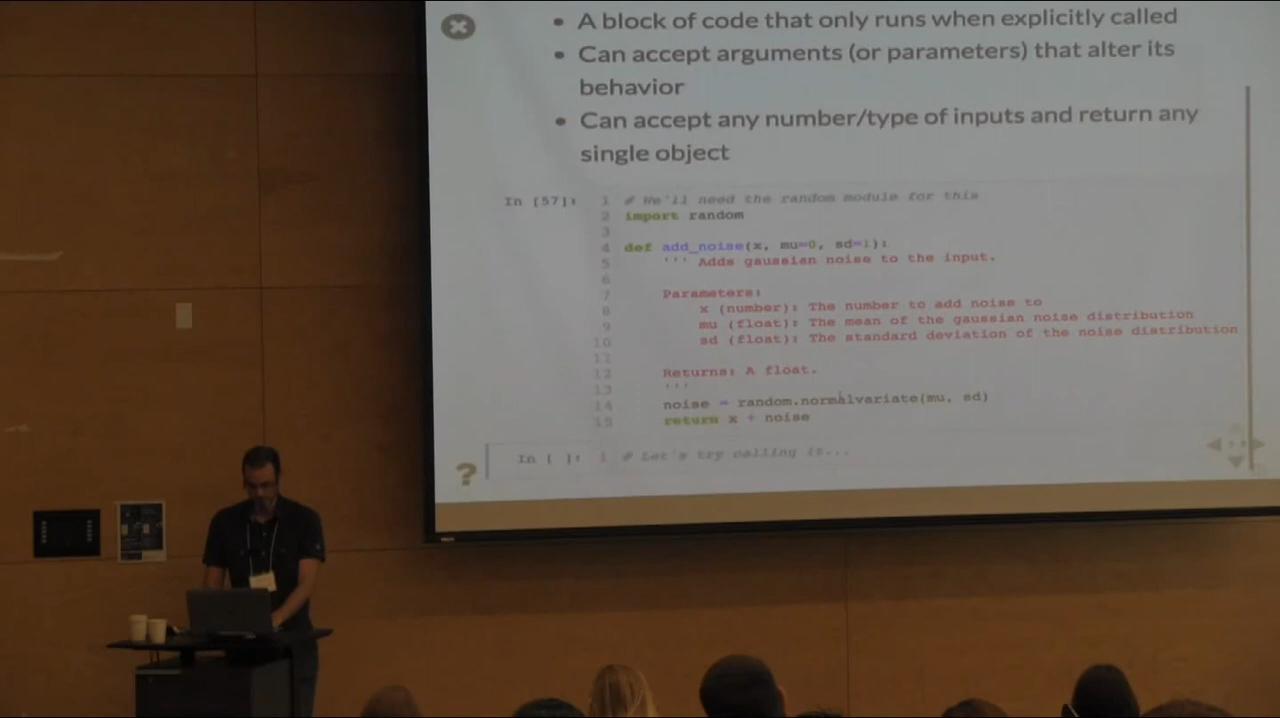 • A block of code that only runs when explicitly called
• Can accept arguments (or parameters) that alter its
behavior
• Can accept any number/type of inputs and return any
single object
In [57]: 1 # We'll need the random module for this
2 import random
3
4 def add_noise(x, mu=0, sd=1):
5 ''' Adds gaussian noise to the input.
6
7 Parameters:
8 x (number): The number to add noise to
9 mu (float): The mean of the gaussian noise distribution
10 sd (float): The standard deviation of the noise distribution
11
12 Returns: A float.
13 '''
14 noise = random.normalvariate(mu, sd)
15 return x + noise
In [ ]: 1 # Let's try calling it...
?